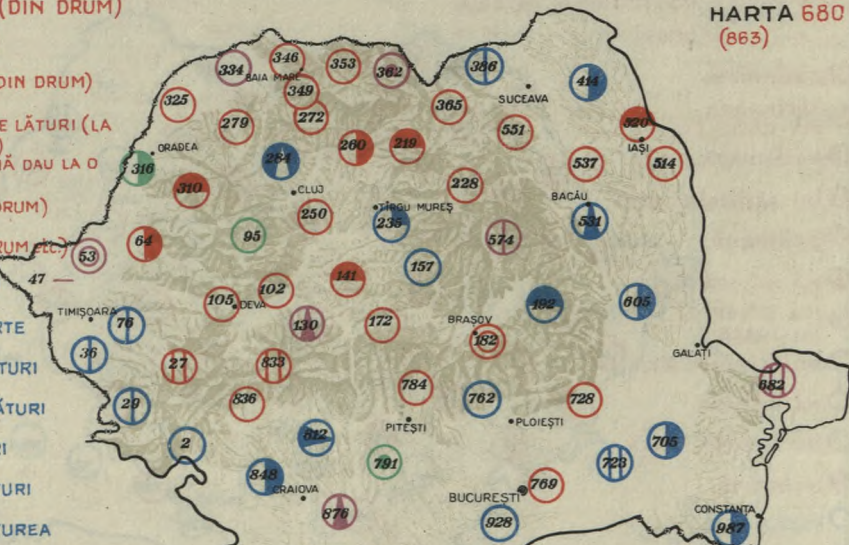 (DIN DRUM)
HARTA 680
(863)
DIN DRUM)
E LĂTURI (LA
NĂ DAU LA O
DRUM)
RUM ETC.)
RTE
TURI
ĂTURI
RI
TURI
TUREA
334
346
BAIA MARE
353
362
386
414
SUCEAVA
325
349
279
272
365
551
520
IAȘI
316
ORADEA
284
260
219
537
514
310
CLUJ
228
BACĂU
250
TÎRGU MUREȘ
235
531
64
95
574
53
47
157
141
102
105
DEVA
192
605
TIMIȘOARA
76
130
172
BRAȘOV
182
GALAȚI
36
27
833
682
29
836
784
762
728
PITEȘTI
PLOIEȘTI
2
812
705
791
723
848
CRAIOVA
769
BUCUREȘTI
876
928
CONSTANȚA
987